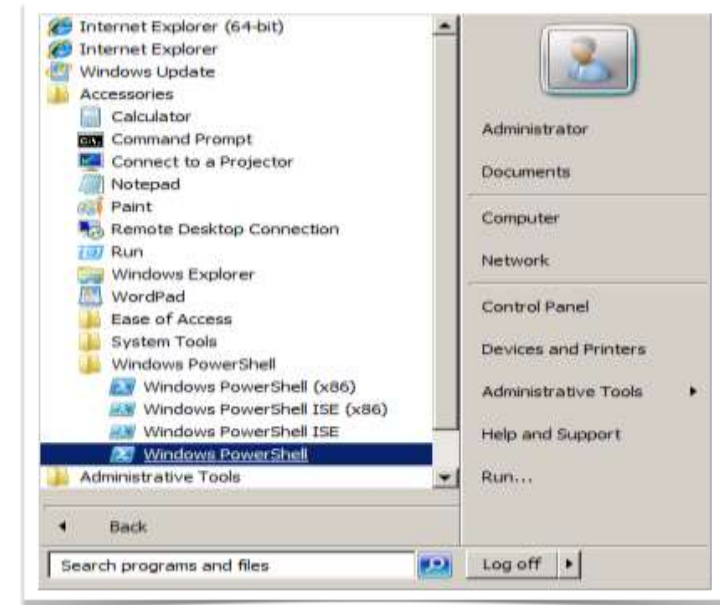 Internet Explorer (64-bit)
Internet Explorer
Windows Update
Accessories
Calculator
Command Prompt
Connect to a Projector
Notepad
Paint
Remote Desktop Connection
Run
Windows Explorer
WordPad
Ease of Access
System Tools
Windows PowerShell
Windows PowerShell (x86)
Windows PowerShell ISE (x86)
Windows PowerShell ISE
Windows PowerShell
Administrative Tools
Back
Search programs and files
Administrator
Documents
Computer
Network
Control Panel
Devices and Printers
Administrative Tools
Help and Support
Run...
Log off